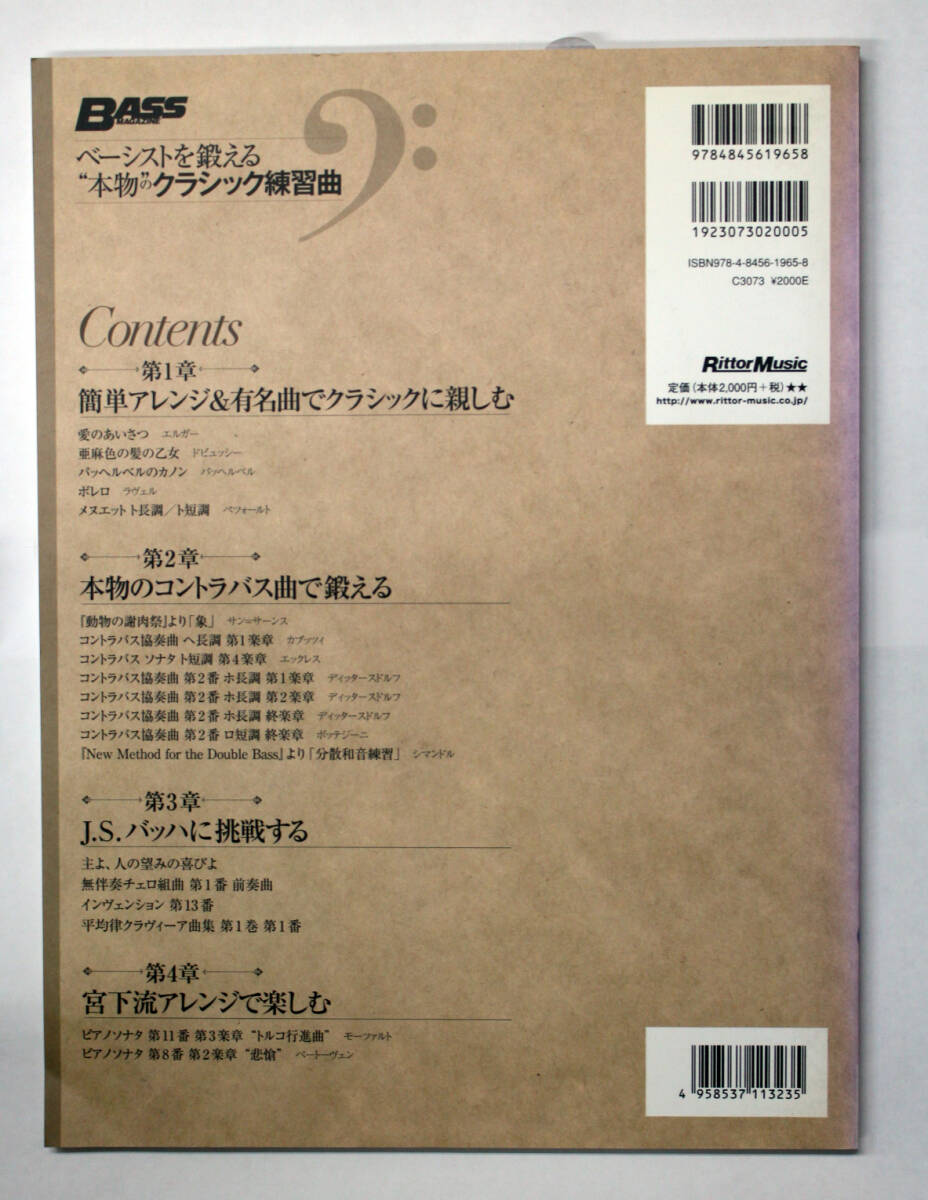 BASS
MAGAZINE
ベーシストを鍛える
“本物”のクラシック練習曲
Contents
第1章
簡単アレンジ&有名曲でクラシックに親しむ
愛のあいさつ エルガー
亜麻色の髪の乙女 ドビュッシー
パッヘルベルのカノン パッヘルベル
ボレロ ラヴェル
メヌエット ト長調/ト短調 ペツォールト
第2章
本物のコントラバス曲で鍛える
『動物の謝肉祭』より「象」 サン=サーンス
コントラバス協奏曲 ヘ長調 第1楽章 カプッツィ
コントラバス ソナタ ト短調 第4楽章 エックレス
コントラバス協奏曲 第2番 ホ長調 第1楽章 ディッタースドルフ
コントラバス協奏曲 第2番 ホ長調 第2楽章 ディッタースドルフ
コントラバス協奏曲 第2番 ホ長調 終楽章 ディッタースドルフ
コントラバス協奏曲 第2番 ロ短調 終楽章 ボッテジーニ
『New Method for the Double Bass』より「分散和音練習」 シマンドル
第3章
J.S.バッハに挑戦する
主よ、人の望みの喜びよ
無伴奏チェロ組曲 第1番 前奏曲
インヴェンション 第13番
平均律クラヴィーア曲集 第1巻 第1番
第4章
宮下流アレンジで楽しむ
ピアノソナタ 第11番 第3楽章 “トルコ行進曲” モーツァルト
ピアノソナタ 第8番 第2楽章 “悲愴” ベートーヴェン
9784845619658
1923073020005
ISBN978-4-8456-1965-8
C3073 ¥2000E
RittorMusic
定価(本体2,000円+税)★★
http://www.rittor-music.co.jp/
4 958537 113235